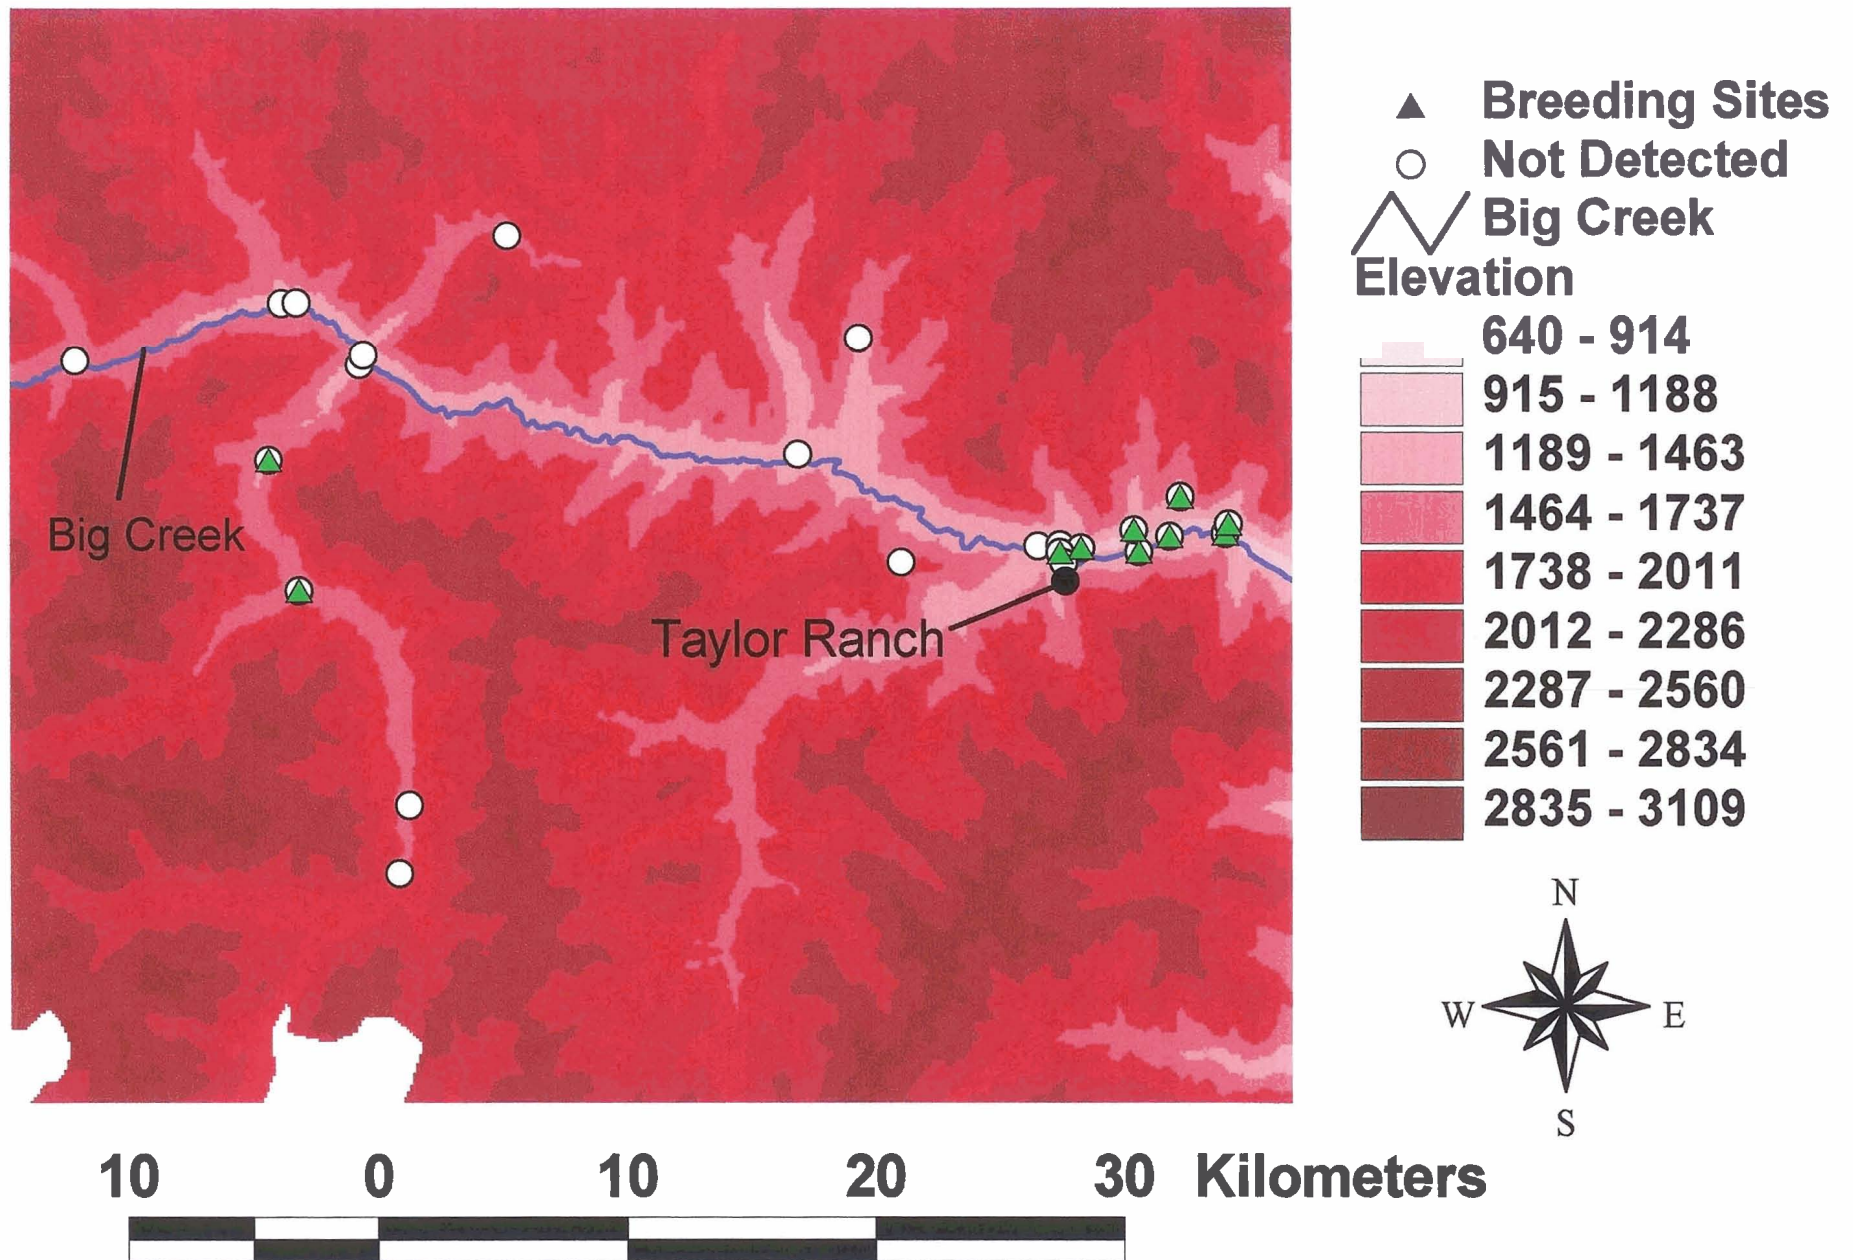 Breeding Sites
Not Detected
Big Creek
Elevation
640 - 914
915 - 1188
1189 - 1463
1464 - 1737
1738 - 2011
2012 - 2286
2287 - 2560
2561 - 2834
2835 - 3109
Big Creek
Taylor Ranch
N
W E
S
10 0 10 20 30 Kilometers